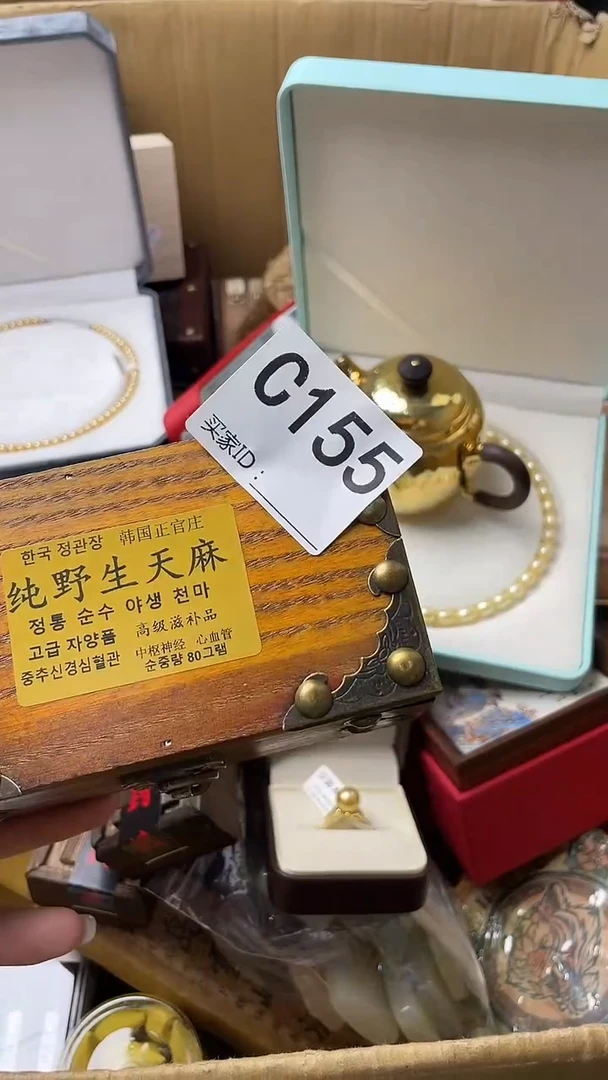 C155
买家ID：
한국 정관장 韩国正官庄
纯野生天麻
정통 순수 야생 천마
고급 자양품 高级滋补品
중추신경심혈관 中枢神经 心血管
순중량 80그램